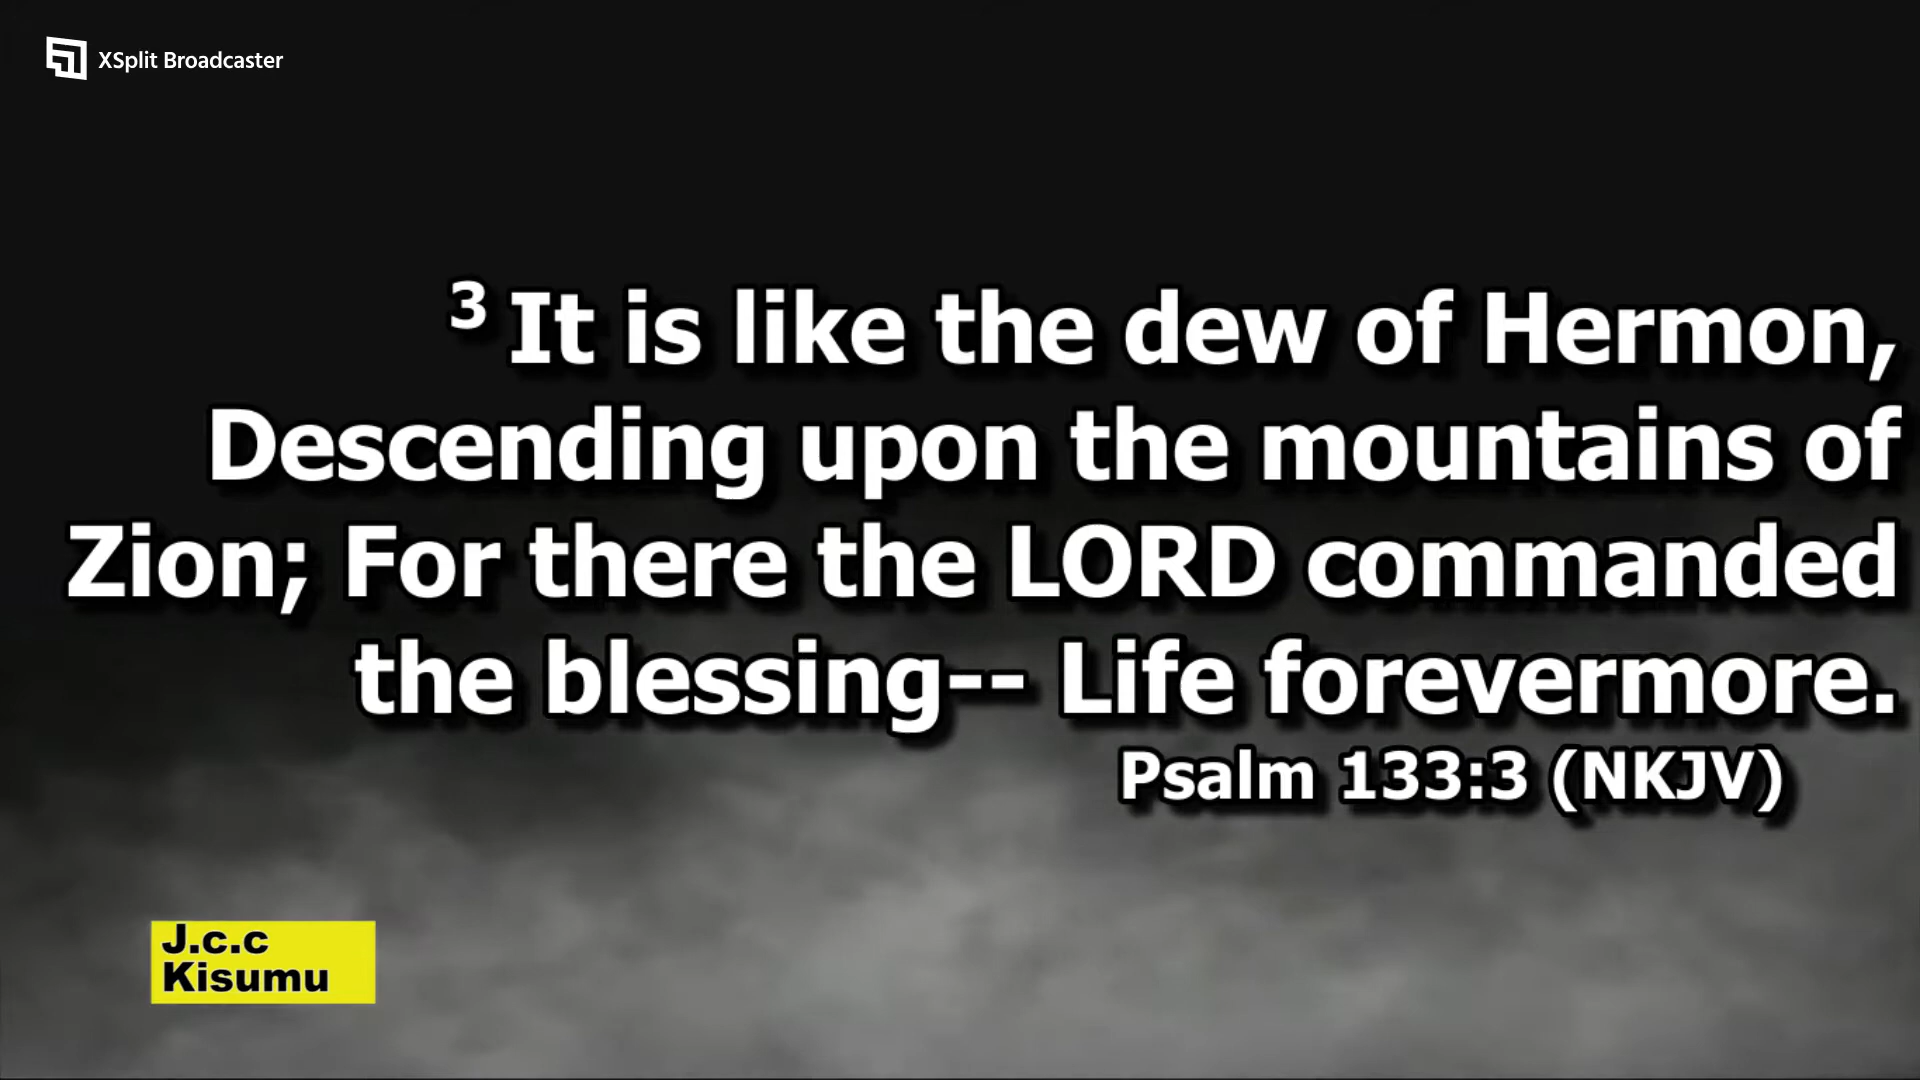 XSplit Broadcaster
3 It is like the dew of Hermon,
Descending upon the mountains of
Zion; For there the LORD commanded
the blessing-- Life forevermore.
Psalm 133:3 (NKJV)
J.c.c
Kisumu